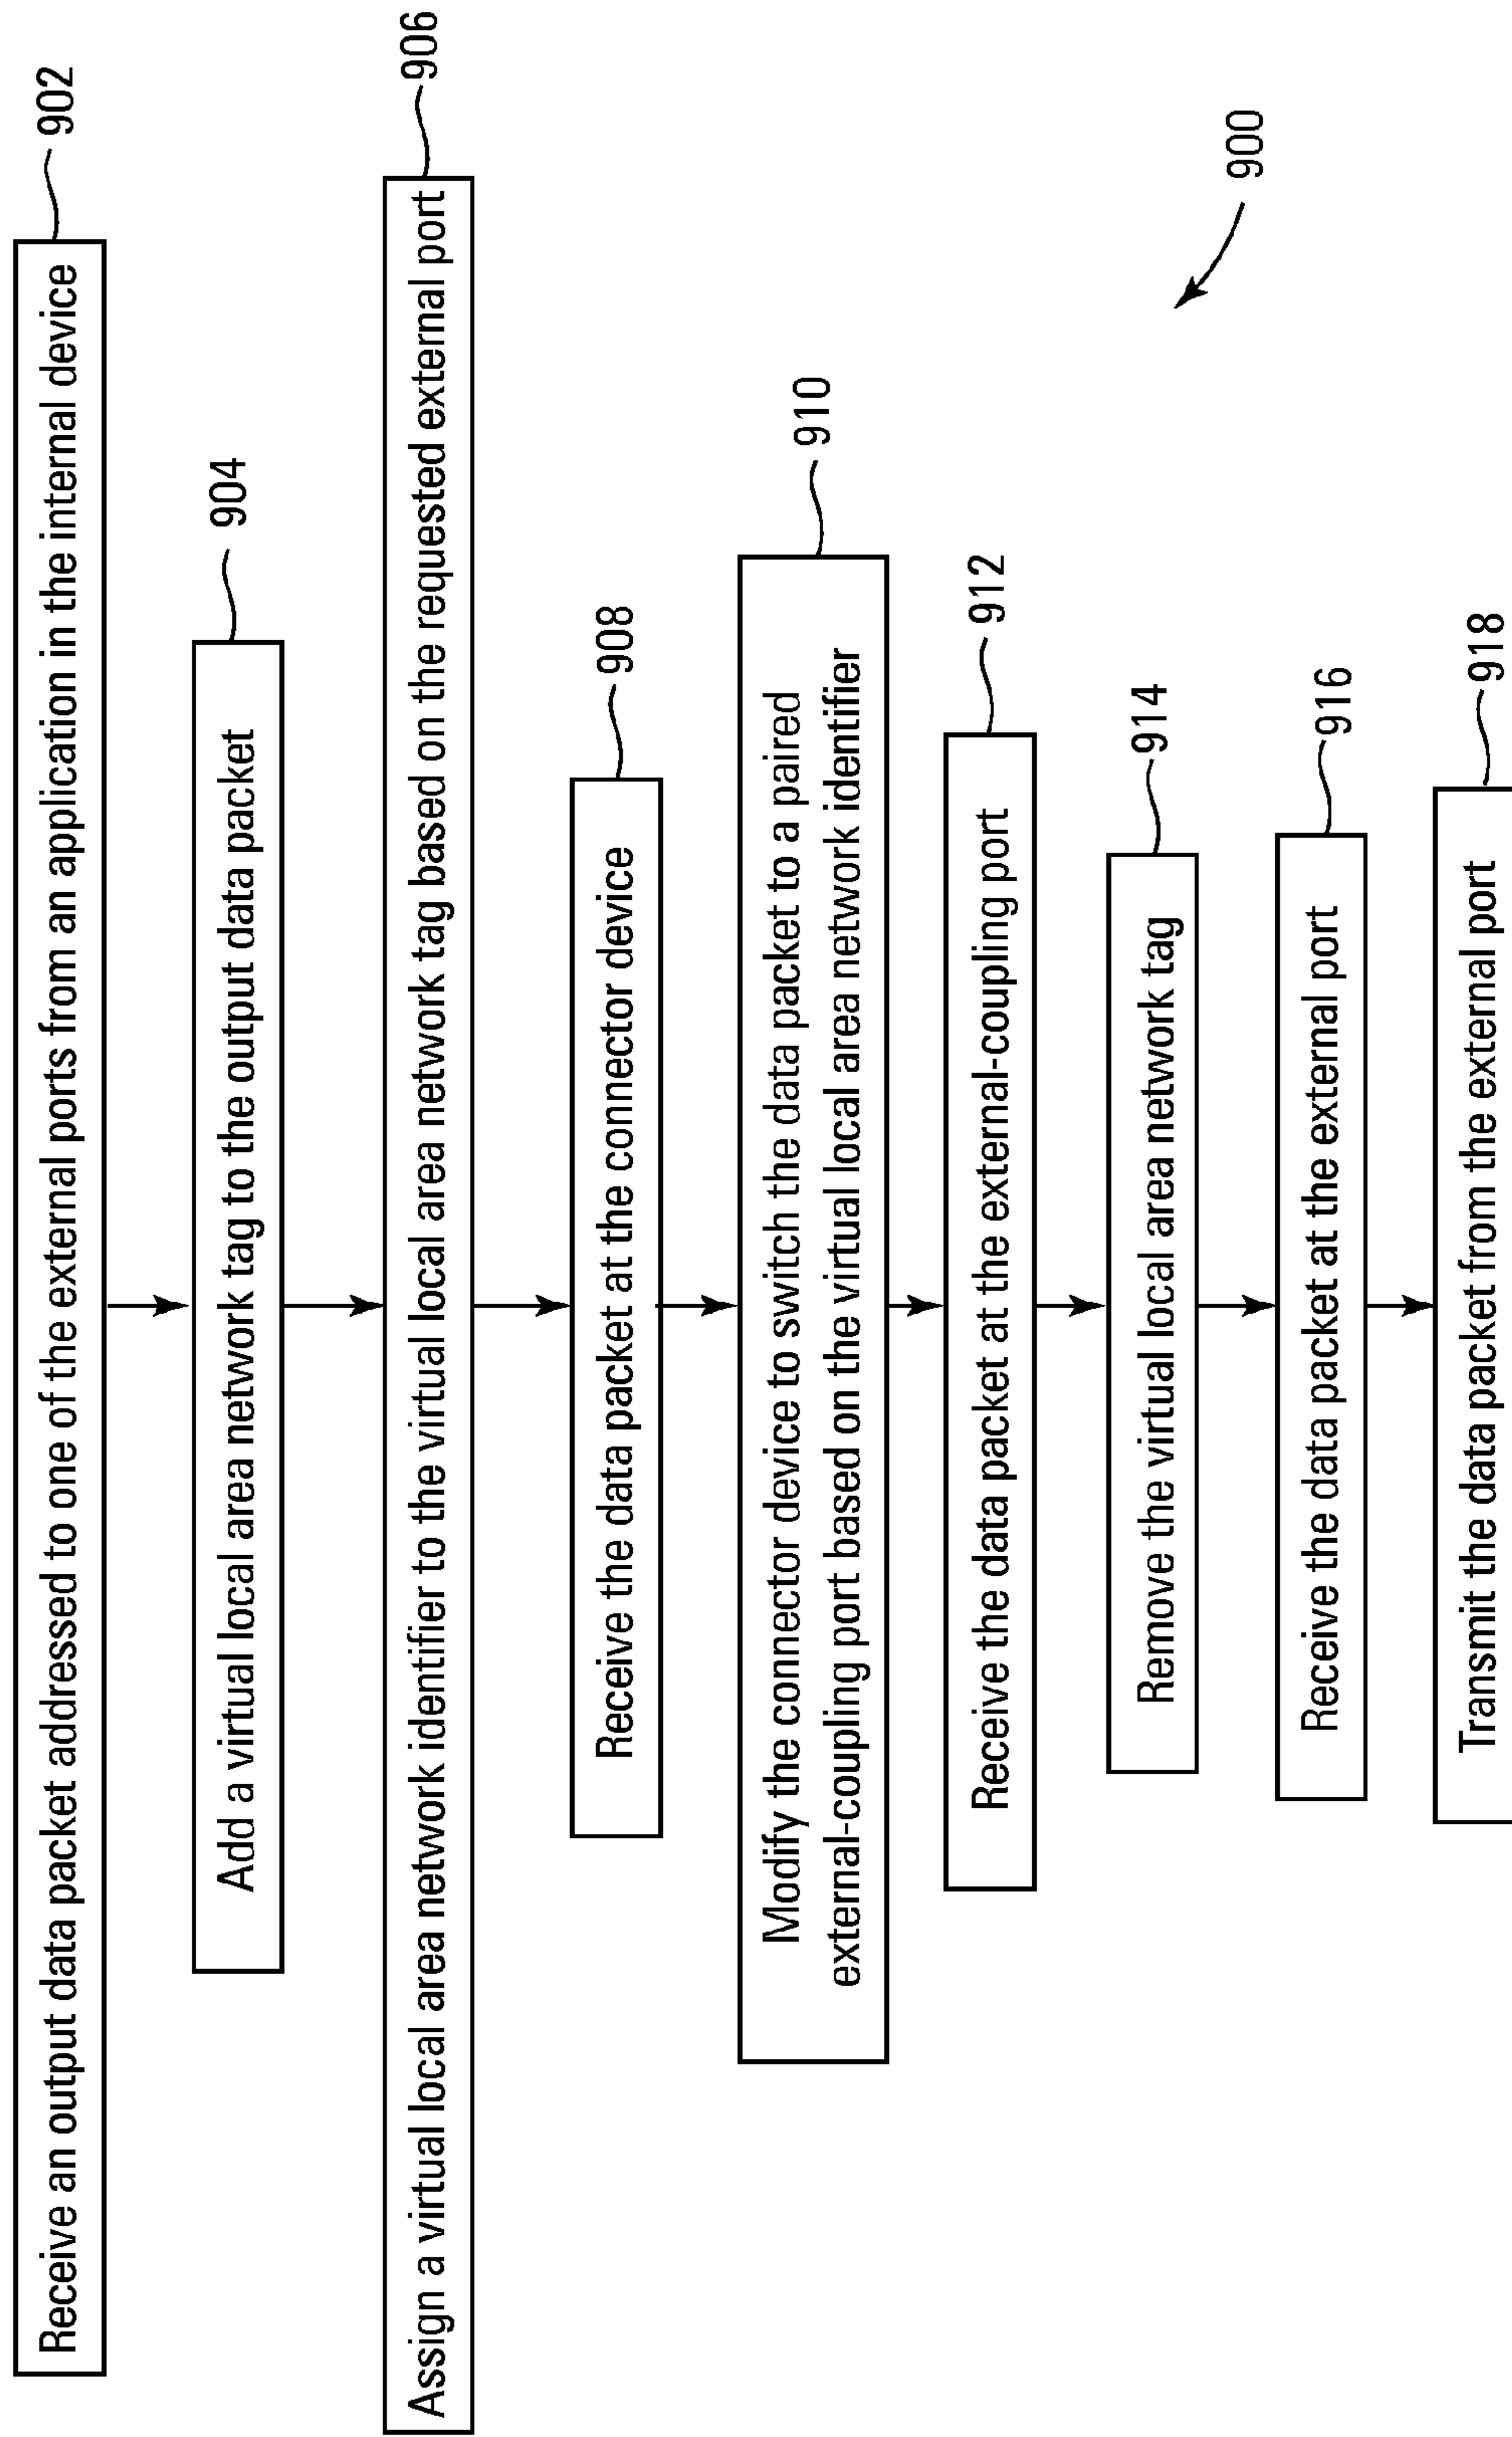 Receive an output data packet addressed to one of the external ports from an application in the internal device
902
Add a virtual local area network tag to the output data packet
904
Assign a virtual local area network identifier to the virtual local area network tag based on the requested external port
906
Receive the data packet at the connector device
908
Modify the connector device to switch the data packet to a paired
external-coupling port based on the virtual local area network identifier
910
Receive the data packet at the external-coupling port
912
Remove the virtual local area network tag
914
Receive the data packet at the external port
916
Transmit the data packet from the external port
918
900